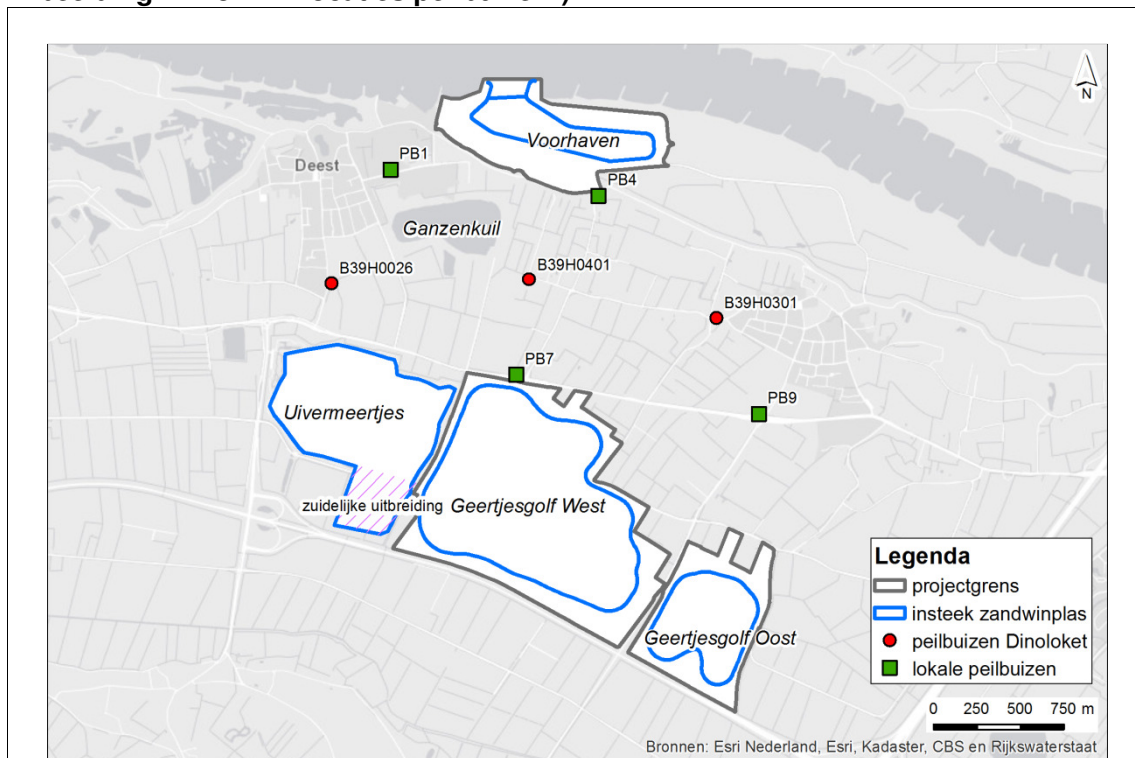 N
Voorhaven
PB1
Deest
PB4
Ganzenkuil
B39H0026
B39H0401
B39H0301
PB7
PB9
Uivermeertjes
zuidelijke uitbreiding
Geertjesgolf West
Geertjesgolf Oost
Legenda
projectgrens
insteek zandwinplas
peilbuizen Dinoloket
lokale peilbuizen
0 250 500 750 m
Bronnen: Esri Nederland, Esri, Kadaster, CBS en Rijkswaterstaat